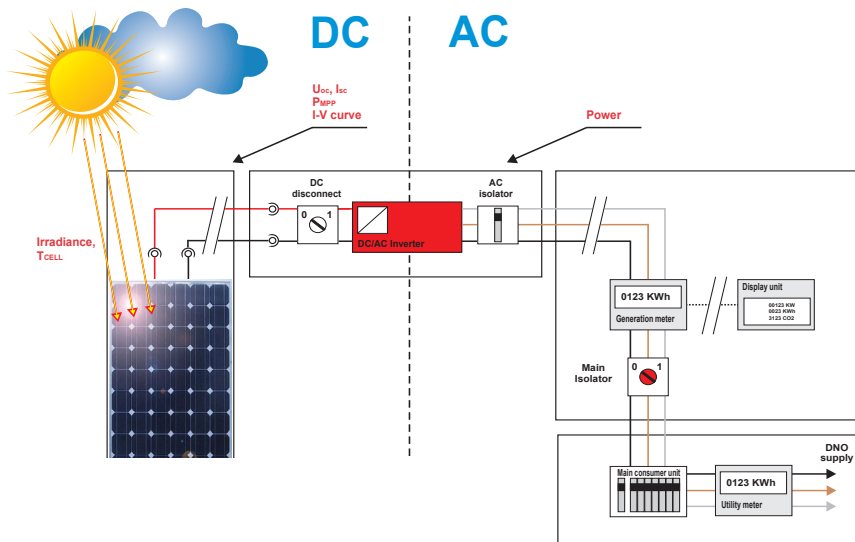 DC
AC
Uoc, Isc
PMPP
I-V curve
Power
DC
disconnect
AC
isolator
0 1
DC/AC Inverter
Irradiance,
TCELL
0123 KWh
Generation meter
Display unit
00123 KW
0023 KWh
3123 CO2
Main
Isolator
0 1
DNO
supply
Main consumer unit
0123 KWh
Utility meter